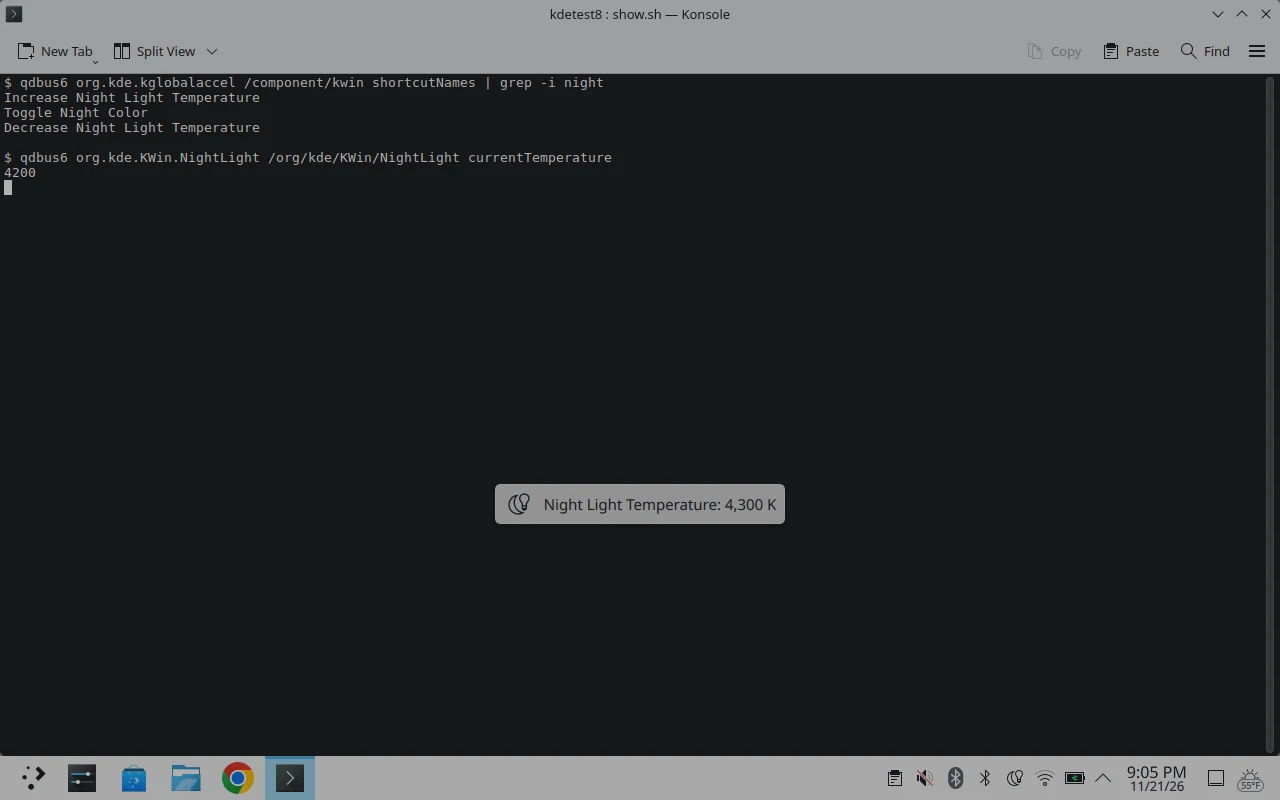 kdetest8 : show.sh — Konsole
New Tab
Split View
Copy
Paste
Find
$ qdbus6 org.kde.kglobalaccel /component/kwin shortcutNames | grep -i night
Increase Night Light Temperature
Toggle Night Color
Decrease Night Light Temperature
$ qdbus6 org.kde.KWin.NightLight /org/kde/KWin/NightLight currentTemperature
4200
Night Light Temperature: 4,300 K
9:05 PM
11/21/26
55°F